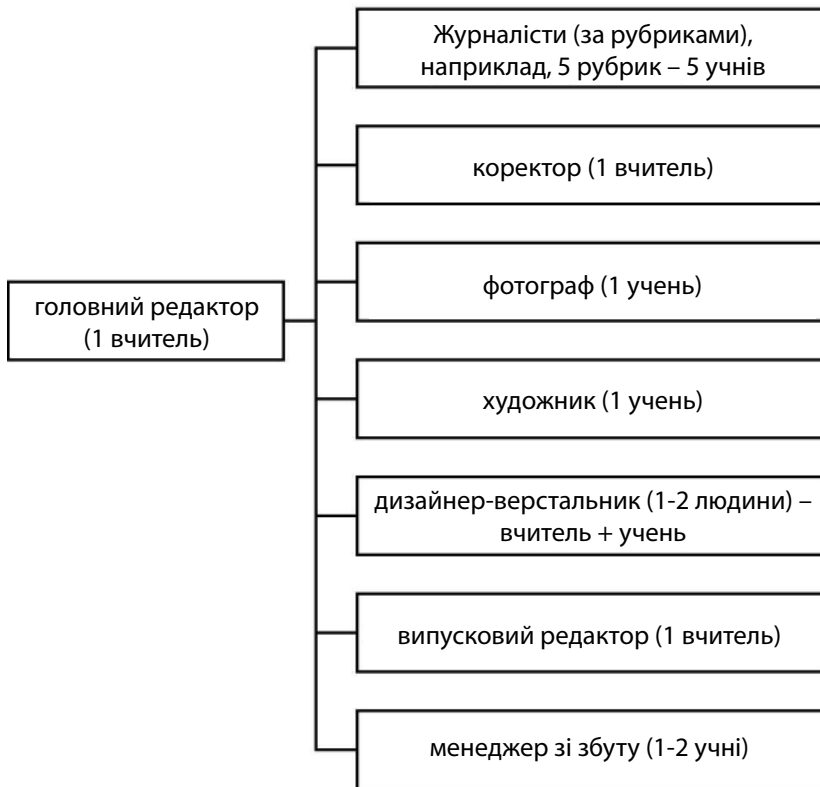 Журналісти (за рубриками),
наприклад, 5 рубрик – 5 учнів
коректор (1 вчитель)
фотограф (1 учень)
головний редактор
(1 вчитель)
художник (1 учень)
дизайнер-верстальник (1-2 людини) –
вчитель + учень
випусковий редактор (1 вчитель)
менеджер зі збуту (1-2 учні)